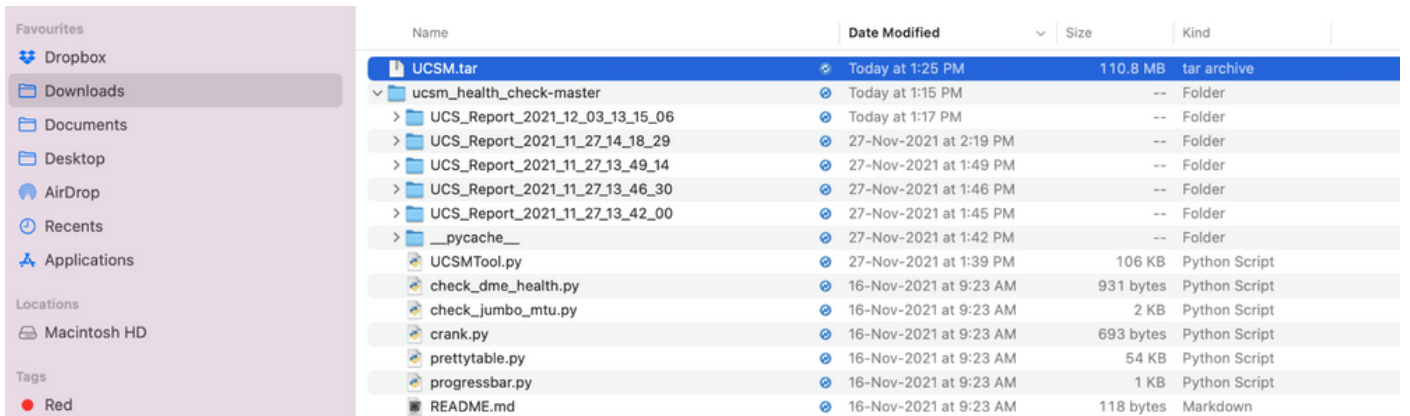 Favourites
Dropbox
Downloads
Documents
Desktop
AirDrop
Recents
Applications
Locations
Macintosh HD
Tags
Red
Name Date Modified Size Kind
UCSM.tar Today at 1:25 PM 110.8 MB tar archive
ucsm_health_check-master Today at 1:15 PM -- Folder
UCS_Report_2021_12_03_13_15_06 Today at 1:17 PM -- Folder
UCS_Report_2021_11_27_14_18_29 27-Nov-2021 at 2:19 PM -- Folder
UCS_Report_2021_11_27_13_49_14 27-Nov-2021 at 1:49 PM -- Folder
UCS_Report_2021_11_27_13_46_30 27-Nov-2021 at 1:46 PM -- Folder
UCS_Report_2021_11_27_13_42_00 27-Nov-2021 at 1:45 PM -- Folder
__pycache__ 27-Nov-2021 at 1:42 PM -- Folder
UCSMTool.py 27-Nov-2021 at 1:39 PM 106 KB Python Script
check_dme_health.py 16-Nov-2021 at 9:23 AM 931 bytes Python Script
check_jumbo_mtu.py 16-Nov-2021 at 9:23 AM 2 KB Python Script
crank.py 16-Nov-2021 at 9:23 AM 693 bytes Python Script
prettytable.py 16-Nov-2021 at 9:23 AM 54 KB Python Script
progressbar.py 16-Nov-2021 at 9:23 AM 1 KB Python Script
README.md 16-Nov-2021 at 9:23 AM 118 bytes Markdown